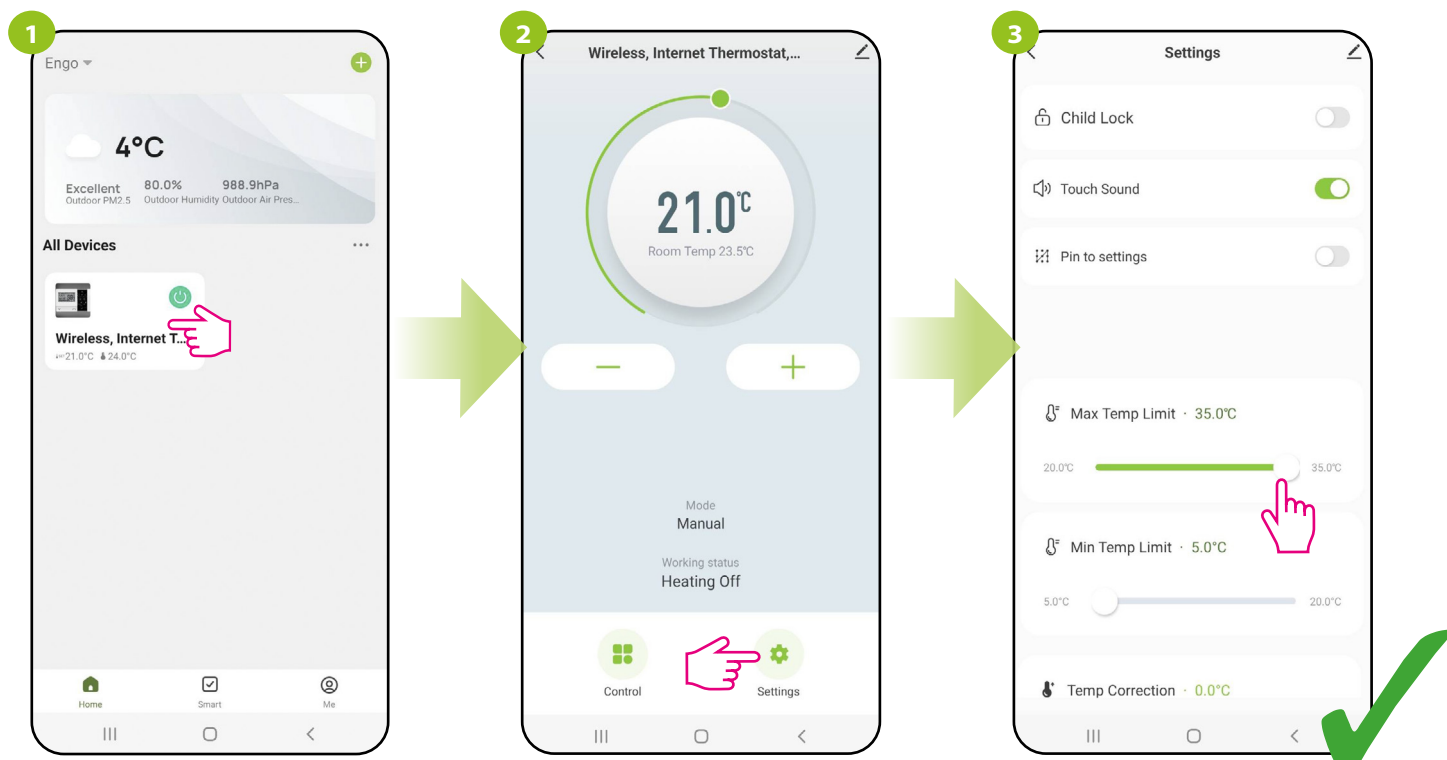 1
Engo
4°C
Excellent 80.0% 988.9hPa
Outdoor PM2.5 Outdoor Humidity Outdoor Air Pres...
All Devices
Wireless, Internet T...
21.0°C 24.0°C
Home Smart Me
2
Wireless, Internet Thermostat,...
21.0°C
Room Temp 23.5°C
Mode
Manual
Working status
Heating Off
Control Settings
3
Settings
Child Lock
Touch Sound
Pin to settings
Max Temp Limit · 35.0°C
20.0°C 35.0°C
Min Temp Limit · 5.0°C
5.0°C 20.0°C
Temp Correction · 0.0°C